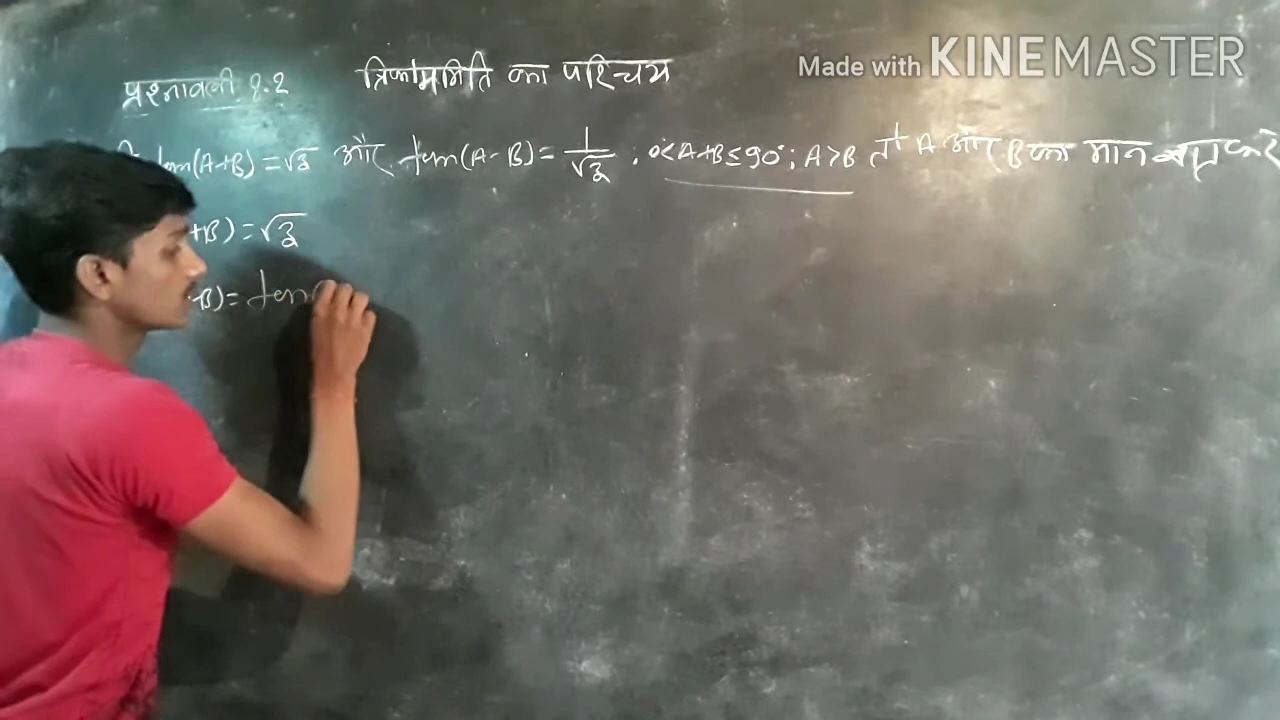 Made with KINEMASTER
त्रिकोणमिति का परिचय
प्रश्नावली 8.2
tan(A+B) = √3 और tan(A-B) = 1/√3 , 0<A+B≤90° ; A>B तो A और B का मान ज्ञात करें
+B) = √3
+B) = tan